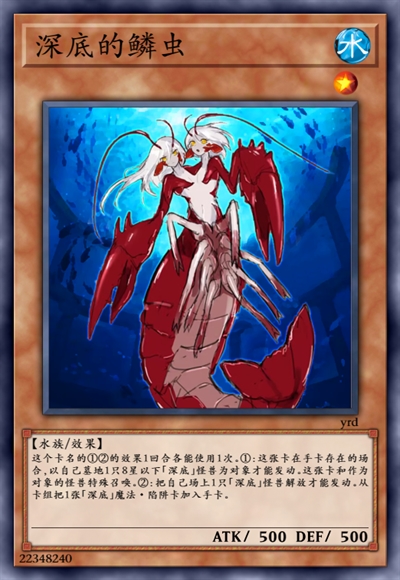 深底的鳞虫
水
yrd
【水族/效果】
这个卡名的①②的效果1回合各能使用1次。①:这张卡在手卡存在的场
合,以自己墓地1只8星以下「深底」怪兽为对象才能发动。这张卡和作为
对象的怪兽特殊召唤。②:把自己场上1只「深底」怪兽解放才能发动。从
卡组把1张「深底」魔法·陷阱卡加入手卡。
ATK/ 500 DEF/ 500
22348240